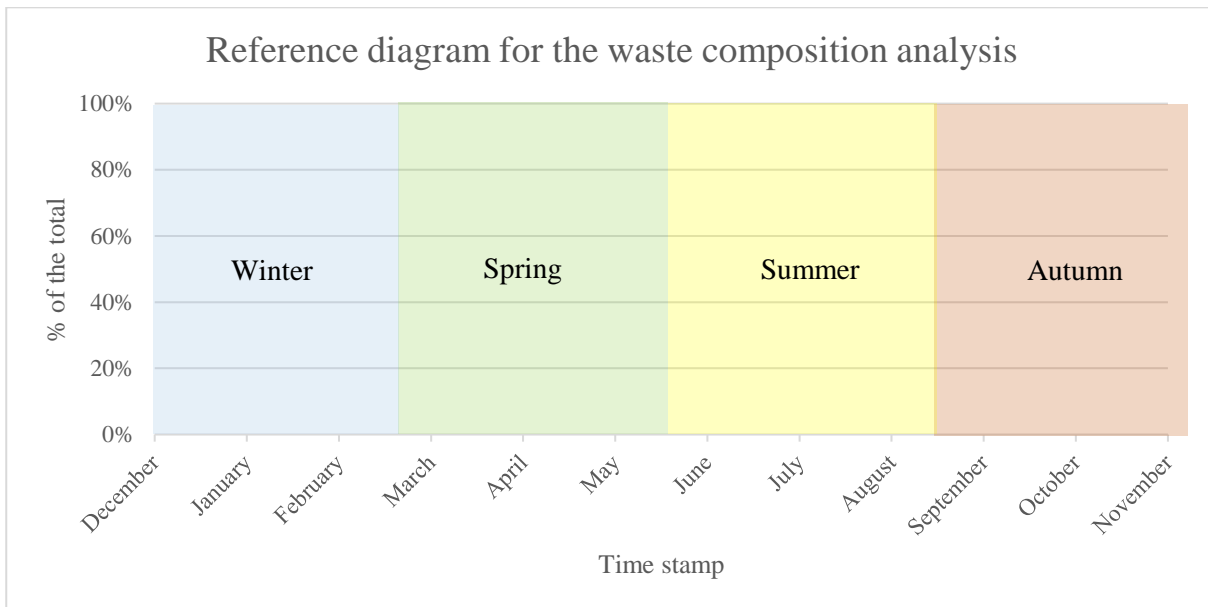 Reference diagram for the waste composition analysis
100%
80%
60%
40%
20%
0%
% of the total
Winter
Spring
Summer
Autumn
December
January
February
March
April
May
June
July
August
September
October
November
Time stamp